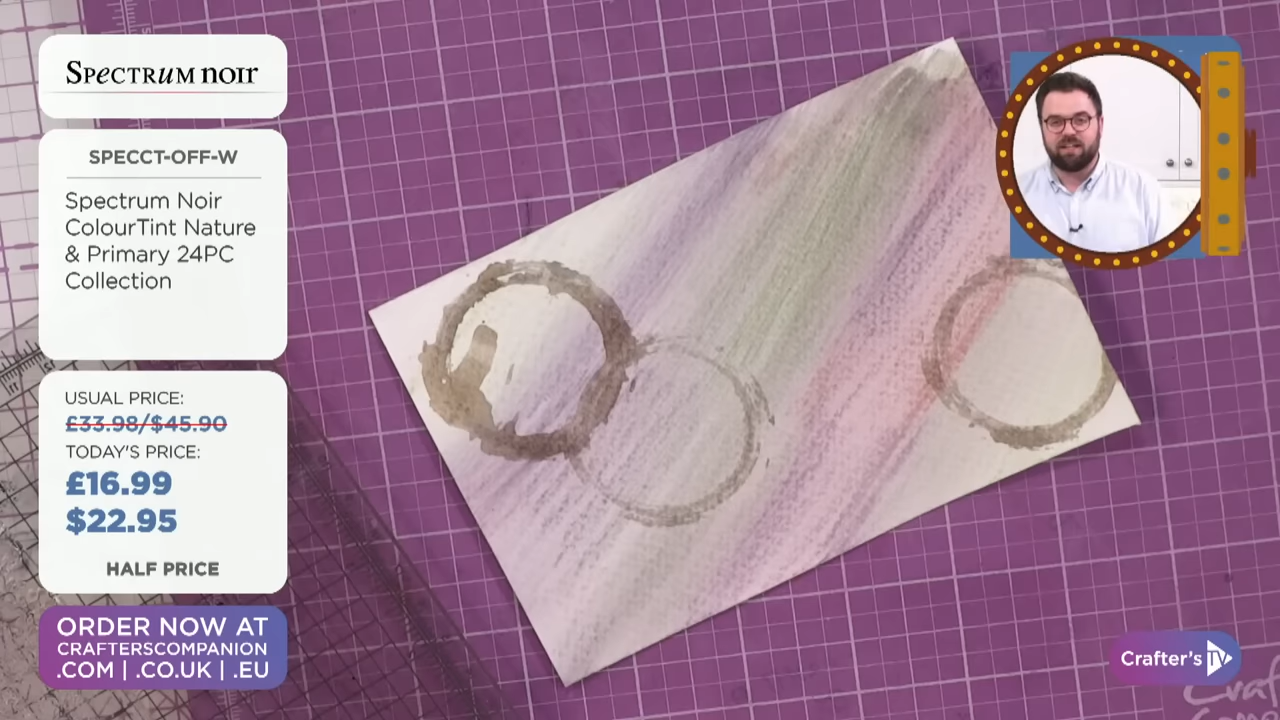 SPECTRUM NOIR
SPECCT-OFF-W
Spectrum Noir
ColourTint Nature
& Primary 24PC
Collection
USUAL PRICE:
£33.98/$45.90
TODAY'S PRICE:
£16.99
$22.95
HALF PRICE
ORDER NOW AT
CRAFTERSCOMPANION
.COM | .CO.UK | .EU
Crafter's TV